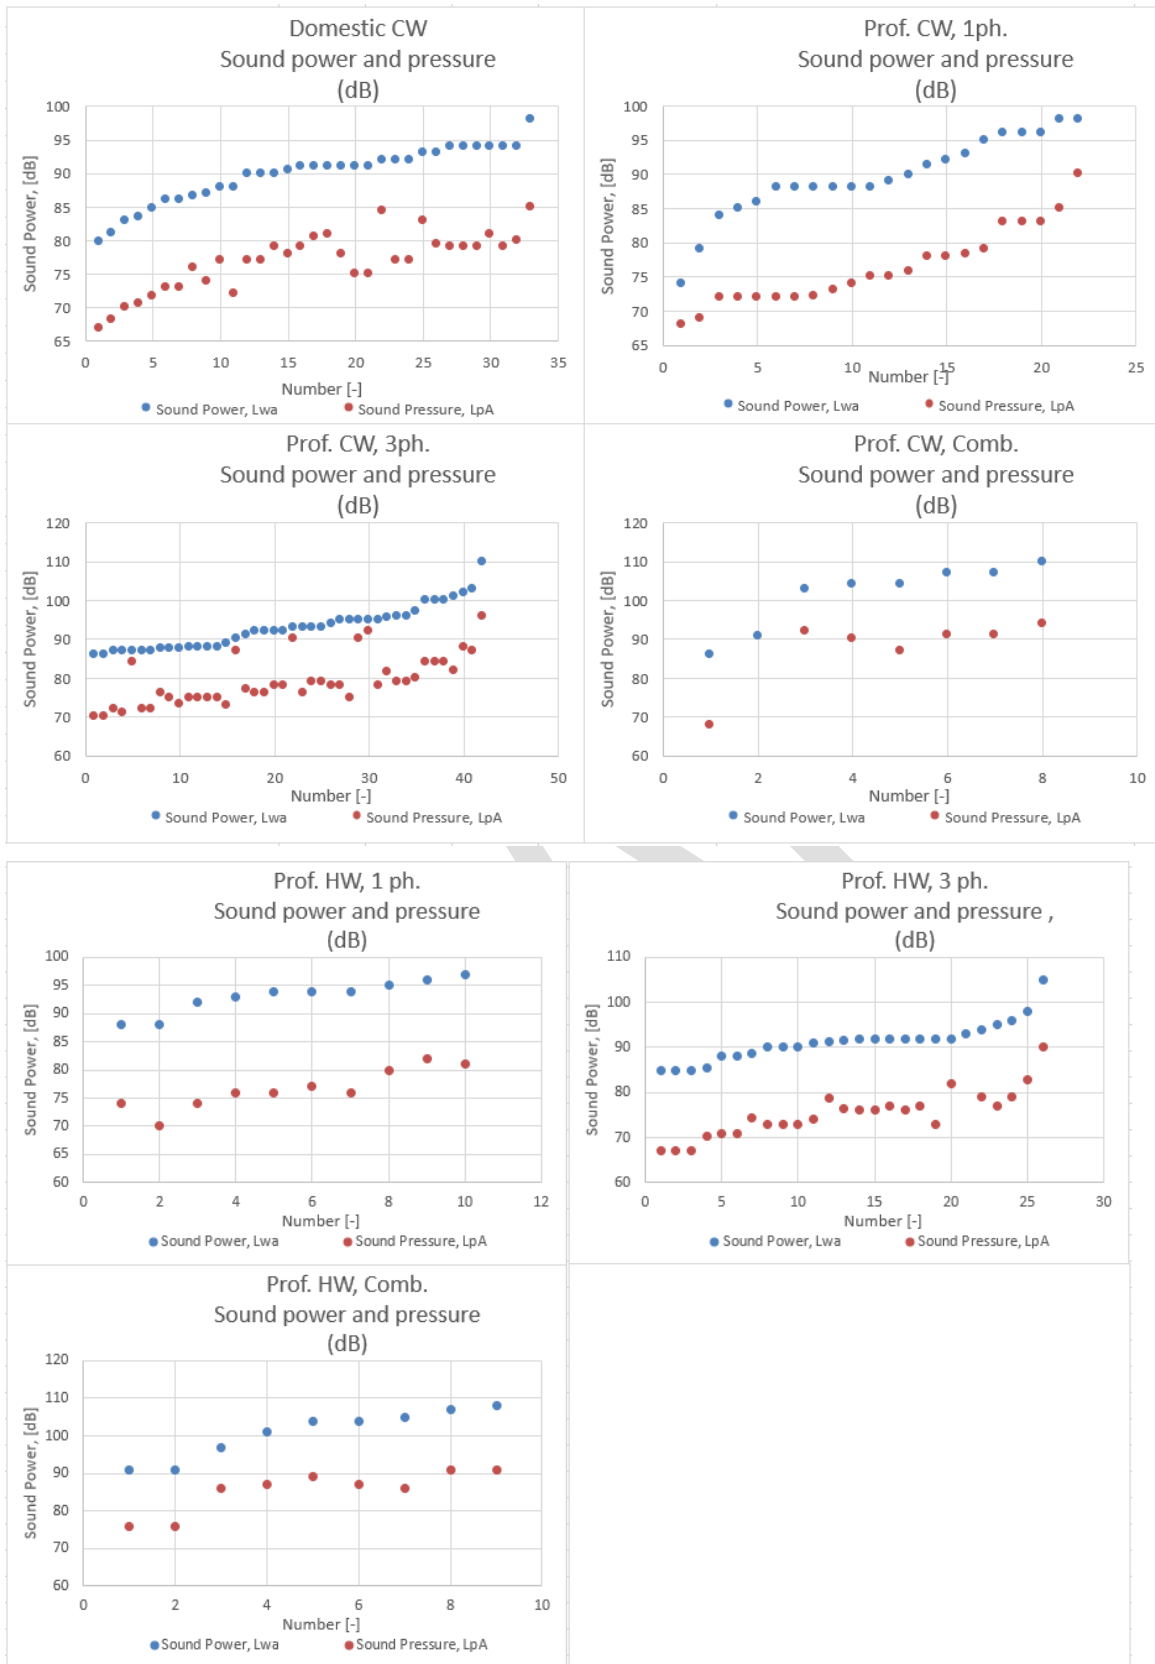 Domestic CW
Sound power and pressure
(dB)
100
95
90
85
80
75
70
65
0 5 10 15 20 25 30 35
Sound Power, [dB]
Number [-]
Sound Power, Lwa Sound Pressure, LpA
Prof. CW, 1ph.
Sound power and pressure
(dB)
100
95
90
85
80
75
70
65
0 5 10 15 20 25
Sound Power, [dB]
Number [-]
Sound Power, Lwa Sound Pressure, LpA
Prof. CW, 3ph.
Sound power and pressure
(dB)
120
110
100
90
80
70
60
0 10 20 30 40 50
Sound Power, [dB]
Number [-]
Sound Power, Lwa Sound Pressure, LpA
Prof. CW, Comb.
Sound power and pressure
(dB)
120
110
100
90
80
70
60
0 2 4 6 8 10
Sound Power, [dB]
Number [-]
Sound Power, Lwa Sound Pressure, LpA
Prof. HW, 1 ph.
Sound power and pressure
(dB)
100
95
90
85
80
75
70
65
60
0 2 4 6 8 10 12
Sound Power, [dB]
Number [-]
Sound Power, Lwa Sound Pressure, LpA
Prof. HW, 3 ph.
Sound power and pressure ,
(dB)
110
100
90
80
70
60
0 5 10 15 20 25 30
Sound Power, [dB]
Number [-]
Sound Power, Lwa Sound Pressure, LpA
Prof. HW, Comb.
Sound power and pressure
(dB)
120
110
100
90
80
70
60
0 2 4 6 8 10
Sound Power, [dB]
Number [-]
Sound Power, Lwa Sound Pressure, LpA